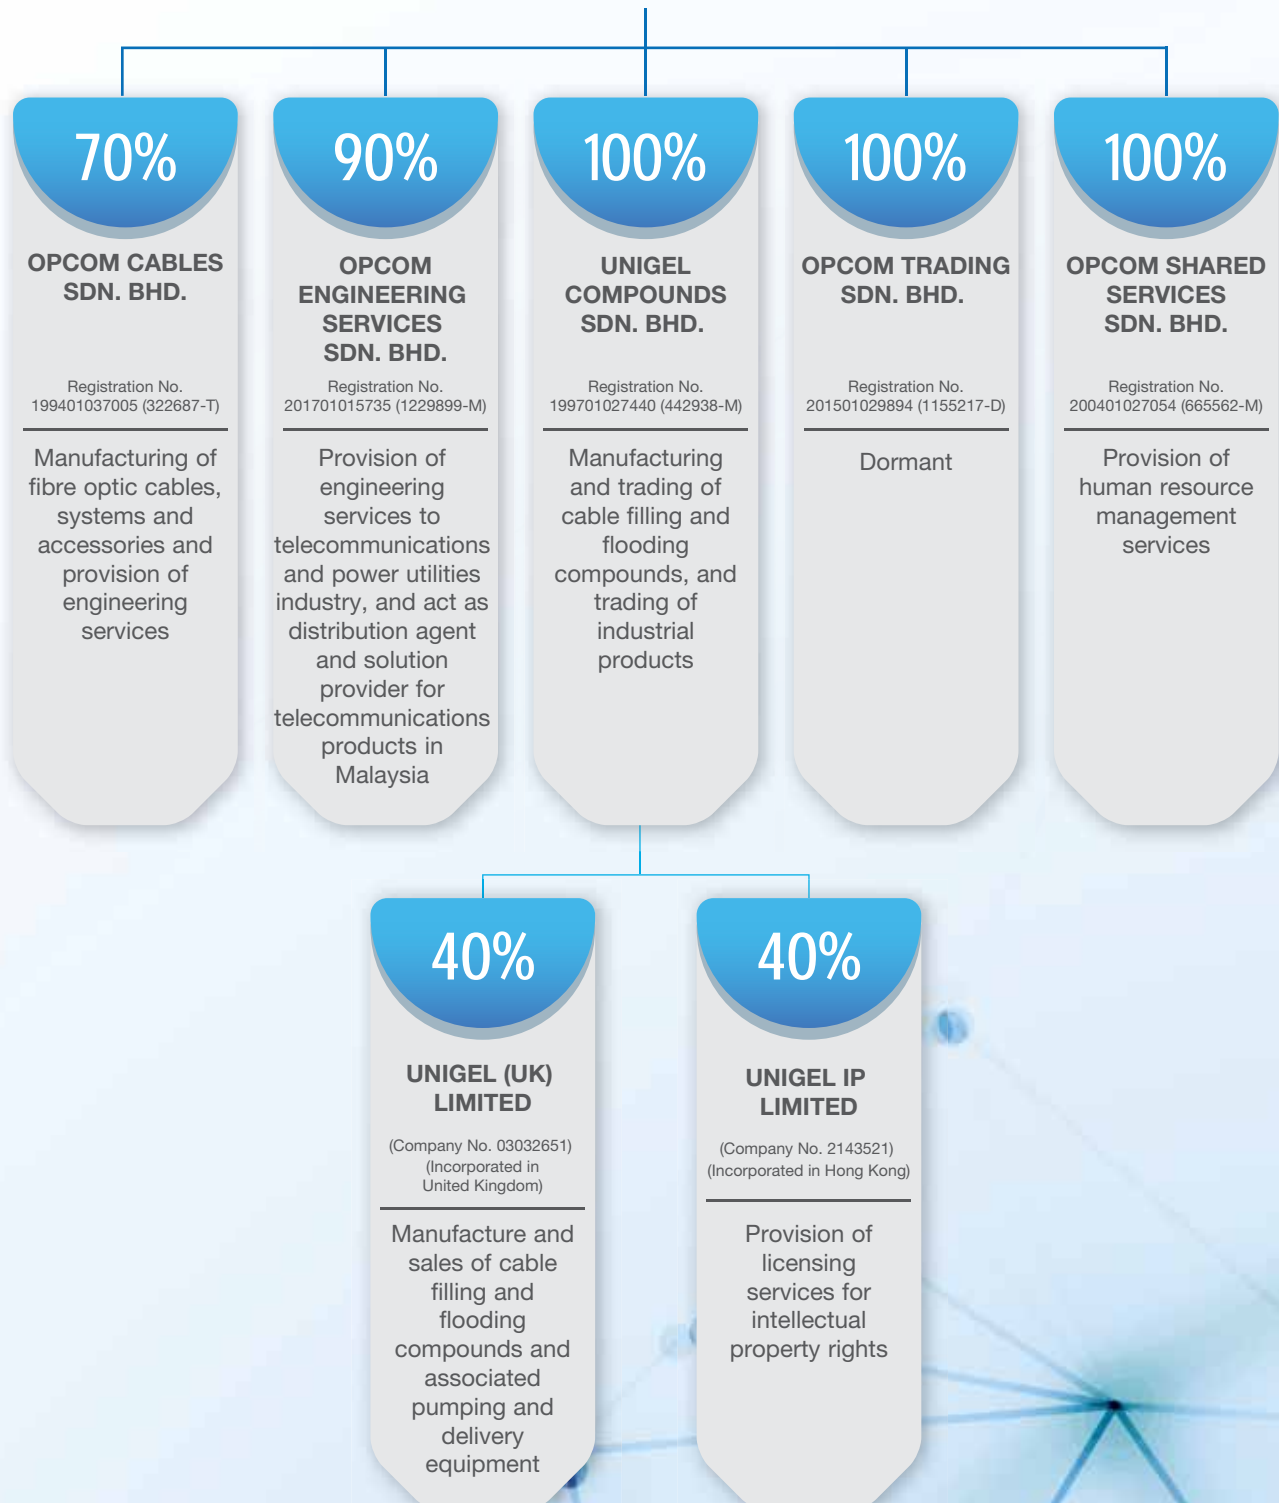 70%
OPCOM CABLES
SDN. BHD.
Registration No.
199401037005 (322687-T)
Manufacturing of
fibre optic cables,
systems and
accessories and
provision of
engineering
services
90%
OPCOM
ENGINEERING
SERVICES
SDN. BHD.
Registration No.
201701015735 (1229899-M)
Provision of
engineering
services to
telecommunications
and power utilities
industry, and act as
distribution agent
and solution
provider for
telecommunications
products in
Malaysia
100%
UNIGEL
COMPOUNDS
SDN. BHD.
Registration No.
199701027440 (442938-M)
Manufacturing
and trading of
cable filling and
flooding
compounds, and
trading of
industrial
products
100%
OPCOM TRADING
SDN. BHD.
Registration No.
201501029894 (1155217-D)
Dormant
100%
OPCOM SHARED
SERVICES
SDN. BHD.
Registration No.
200401027054 (665562-M)
Provision of
human resource
management
services
40%
UNIGEL (UK)
LIMITED
(Company No. 03032651)
(Incorporated in
United Kingdom)
Manufacture and
sales of cable
filling and
flooding
compounds and
associated
pumping and
delivery
equipment
40%
UNIGEL IP
LIMITED
(Company No. 2143521)
(Incorporated in Hong Kong)
Provision of
licensing
services for
intellectual
property rights